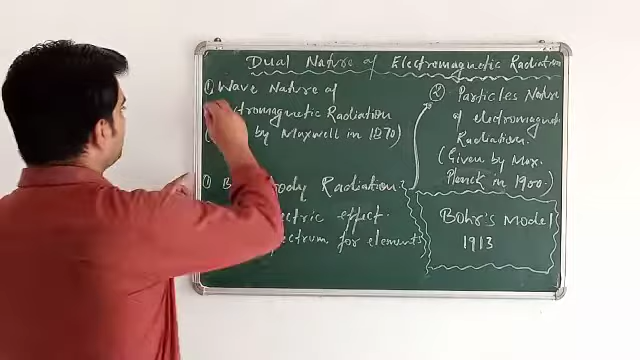 Dual Nature of Electromagnetic Radiation
① Wave Nature of
ctromagnetic Radiation
by Maxwell in 1870)
① B ody Radiation
ectric effect.
pectrum for elements
② Particles Nature
of electromagnetic
Radiation.
(Given by Max.
Planck in 1900.)
Bohr's Model
1913